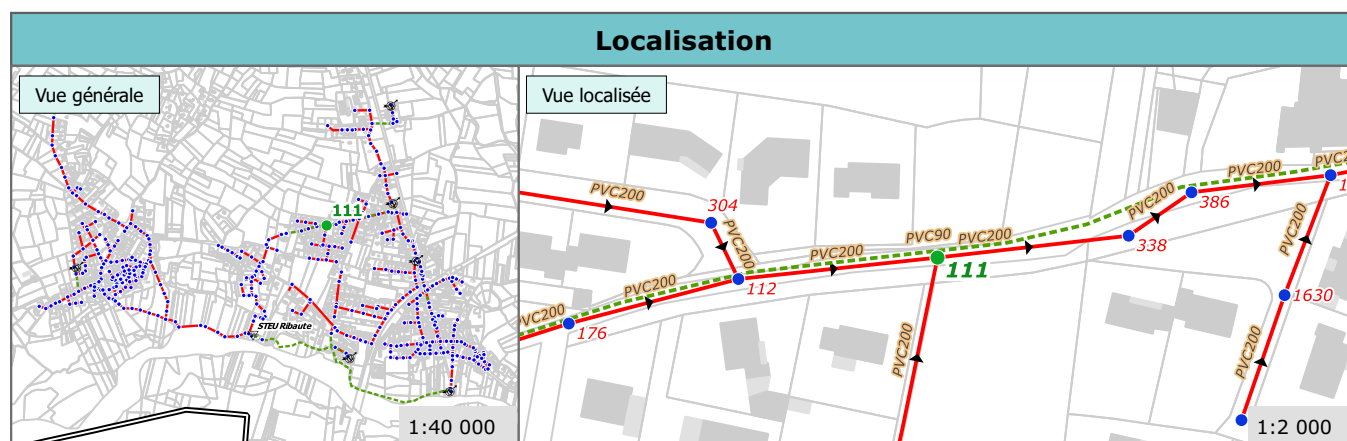 Localisation
Vue générale
111
STEU Ribaute
1:40 000
Vue localisée
PVC200
304
PVC200
PVC200
PVC200
176
112
PVC200
PVC90
PVC200
111
338
PVC200
386
PVC200
PVC200
1630
PVC200
PVC200
1:2 000